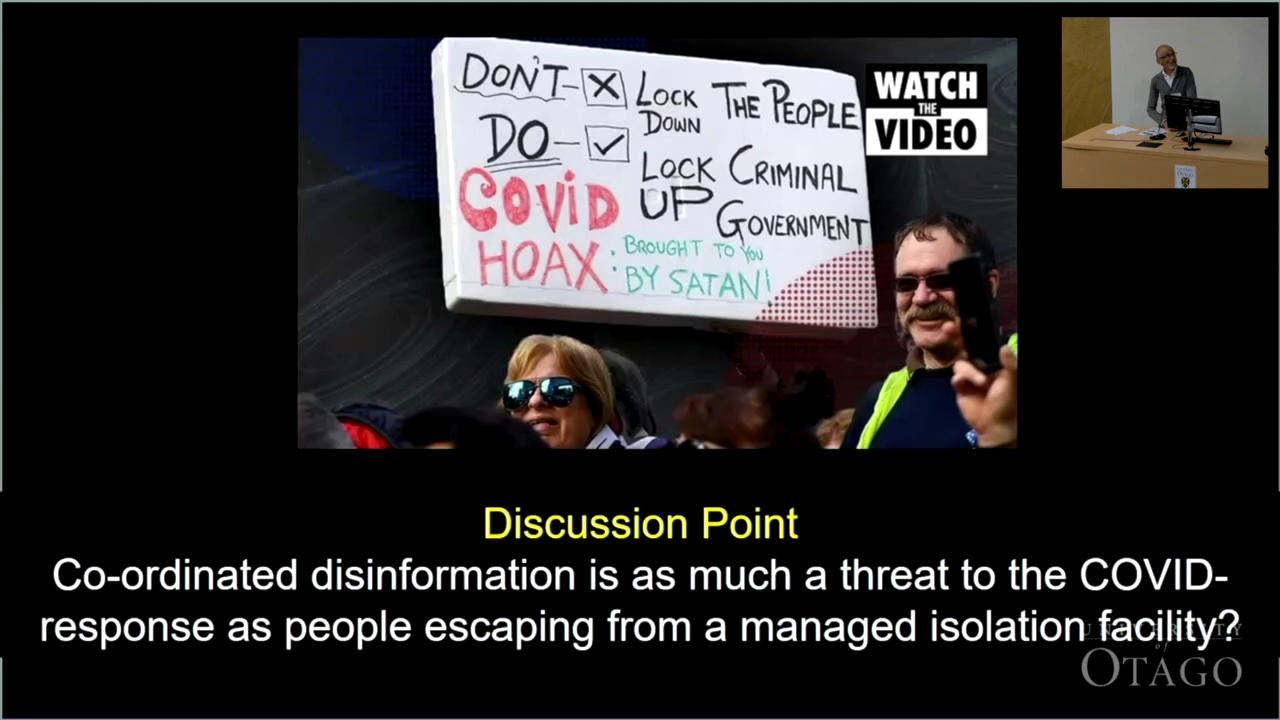 DON'T- LOCK DOWN THE PEOPLE
DO- LOCK UP CRIMINAL GOVERNMENT
COVID
HOAX: BROUGHT TO YOU
BY SATAN!
WATCH
THE
VIDEO
Discussion Point
Co-ordinated disinformation is as much a threat to the COVID-
response as people escaping from a managed isolation facility?
UNIVERSITY
of
OTAGO